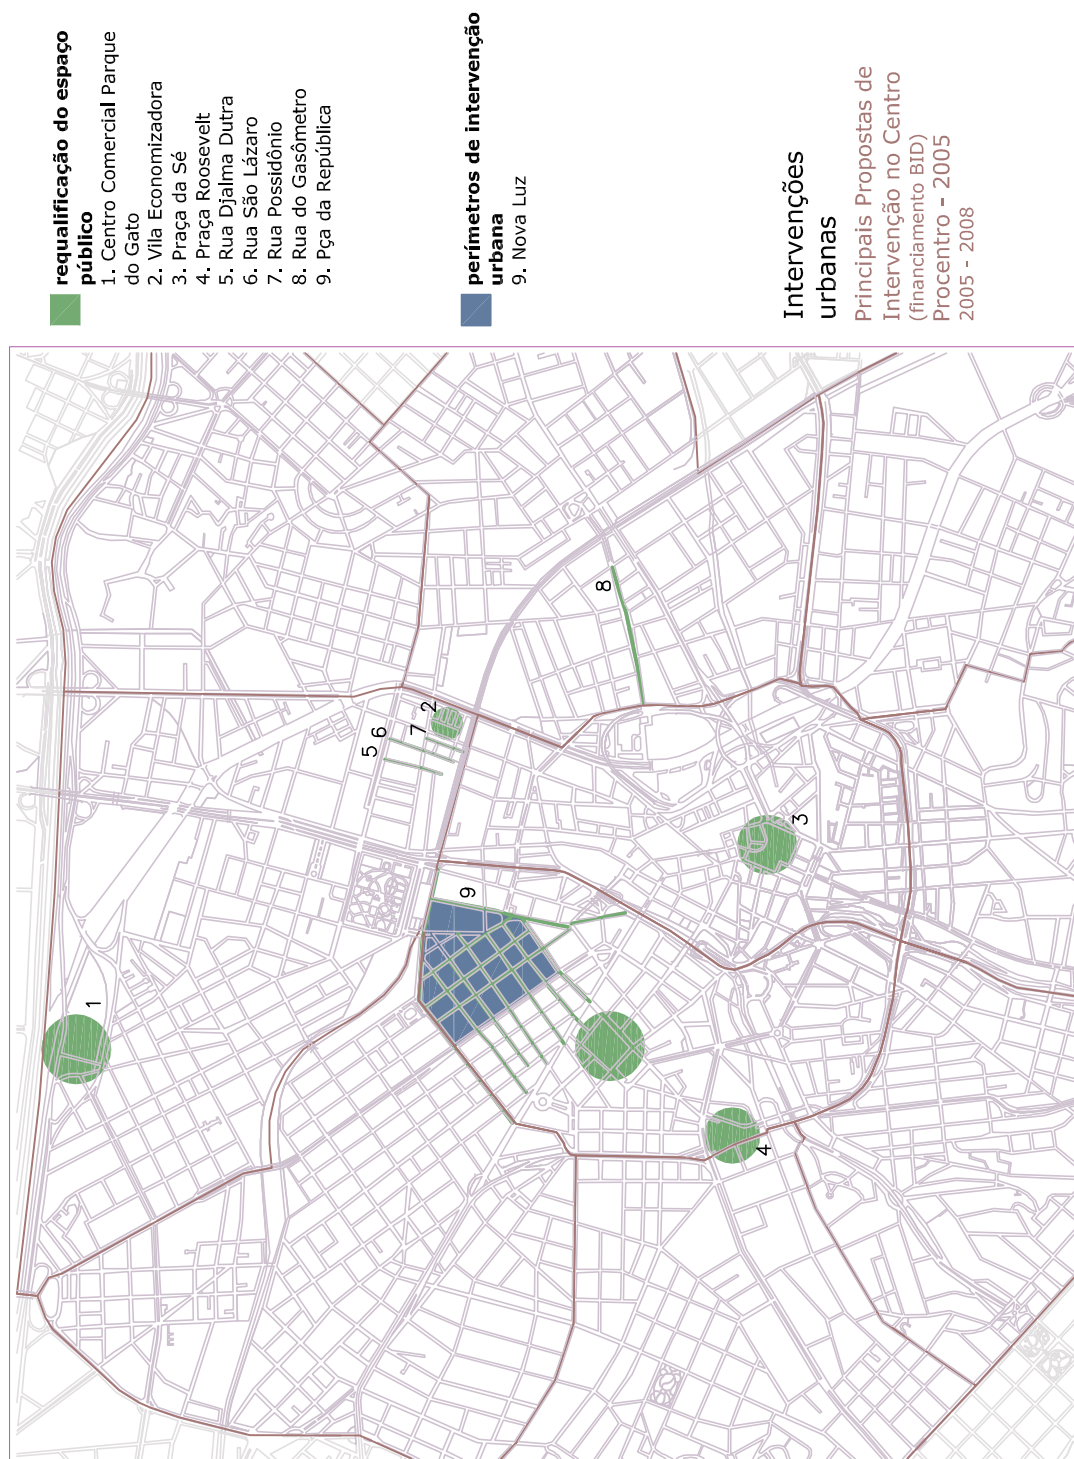 requalificação do espaço
público
1. Centro Comercial Parque
do Gato
2. Vila Economizadora
3. Praça da Sé
4. Praça Roosevelt
5. Rua Djalma Dutra
6. Rua São Lázaro
7. Rua Possidônio
8. Rua do Gasômetro
9. Pça da República
perímetros de intervenção
urbana
9. Nova Luz
Intervenções
urbanas
Principais Propostas de
Intervenção no Centro
(financiamento BID)
Procentro - 2005
2005 - 2008
1
5
6
7
2
9
8
3
4